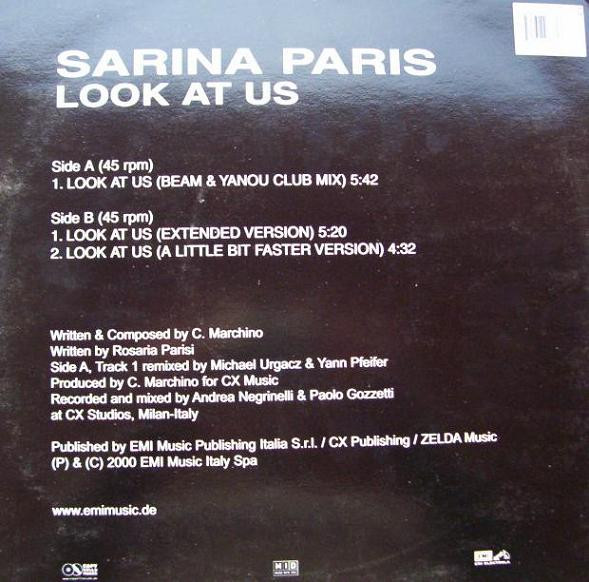 SARINA PARIS
LOOK AT US
Side A (45 rpm)
1. LOOK AT US (BEAM & YANOU CLUB MIX) 5:42
Side B (45 rpm)
1. LOOK AT US (EXTENDED VERSION) 5:20
2. LOOK AT US (A LITTLE BIT FASTER VERSION) 4:32
Written & Composed by C. Marchino
Written by Rosaria Parisi
Side A, Track 1 remixed by Michael Urgacz & Yann Pfeifer
Produced by C. Marchino for CX Music
Recorded and mixed by Andrea Negrinelli & Paolo Gozzetti
at CX Studios, Milan-Italy
Published by EMI Music Publishing Italia S.r.l. / CX Publishing / ZELDA Music
(P) & (C) 2000 EMI Music Italy Spa
www.emimusic.de
MID
EMI
EMI ELECTROLA